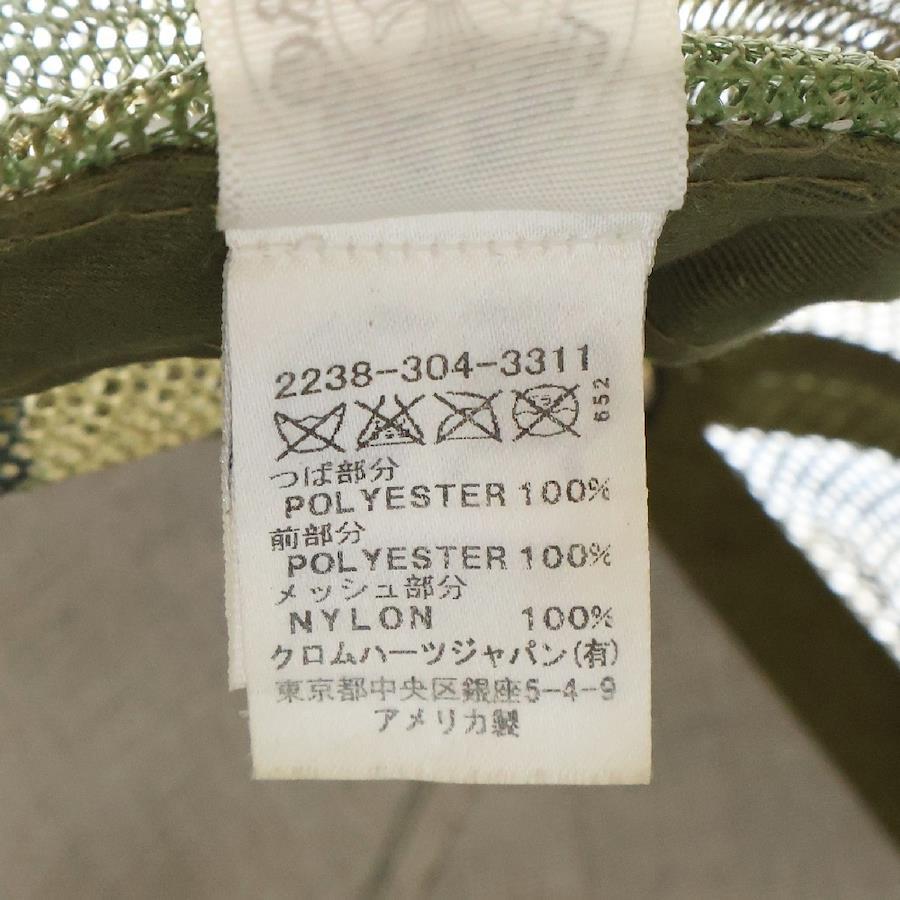 2238-304-3311
652
つば部分
POLYESTER 100%
前部分
POLYESTER 100%
メッシュ部分
NYLON 100%
クロムハーツジャパン(有)
東京都中央区銀座5-4-9
アメリカ製